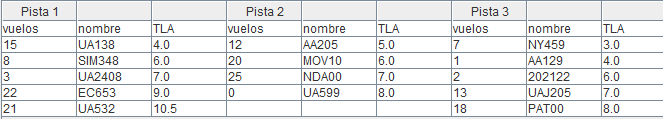 Pista 1 Pista 2 Pista 3
vuelos nombre TLA vuelos nombre TLA vuelos nombre TLA
15 UA138 4.0 12 AA205 5.0 7 NY459 3.0
8 SIM348 6.0 20 MOV10 6.0 1 AA129 4.0
3 UA2408 7.0 25 NDA00 7.0 2 202122 6.0
22 EC653 9.0 0 UA599 8.0 13 UAJ205 7.0
21 UA532 10.5 18 PAT00 8.0